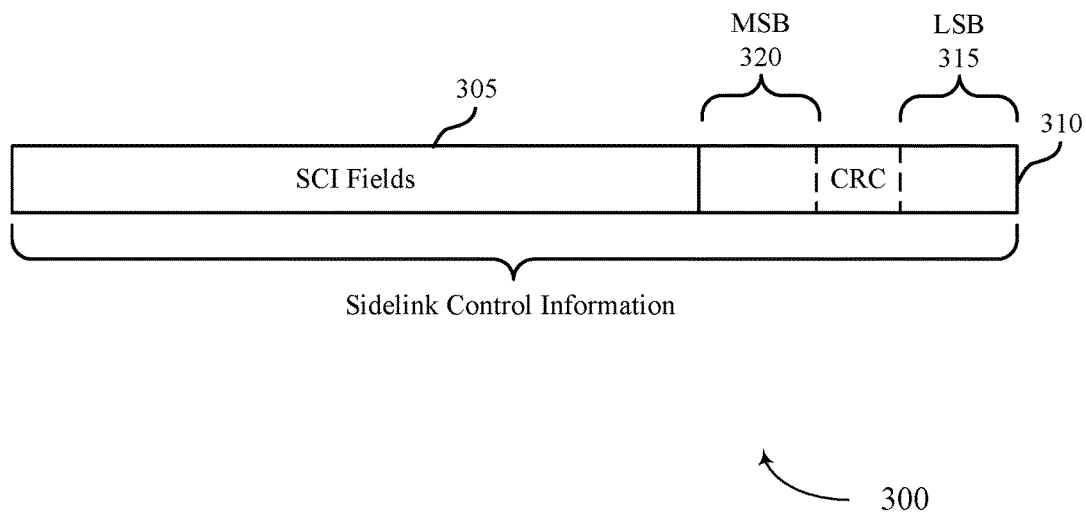 MSB
320
LSB
315
305
310
SCI Fields
CRC
Sidelink Control Information
300